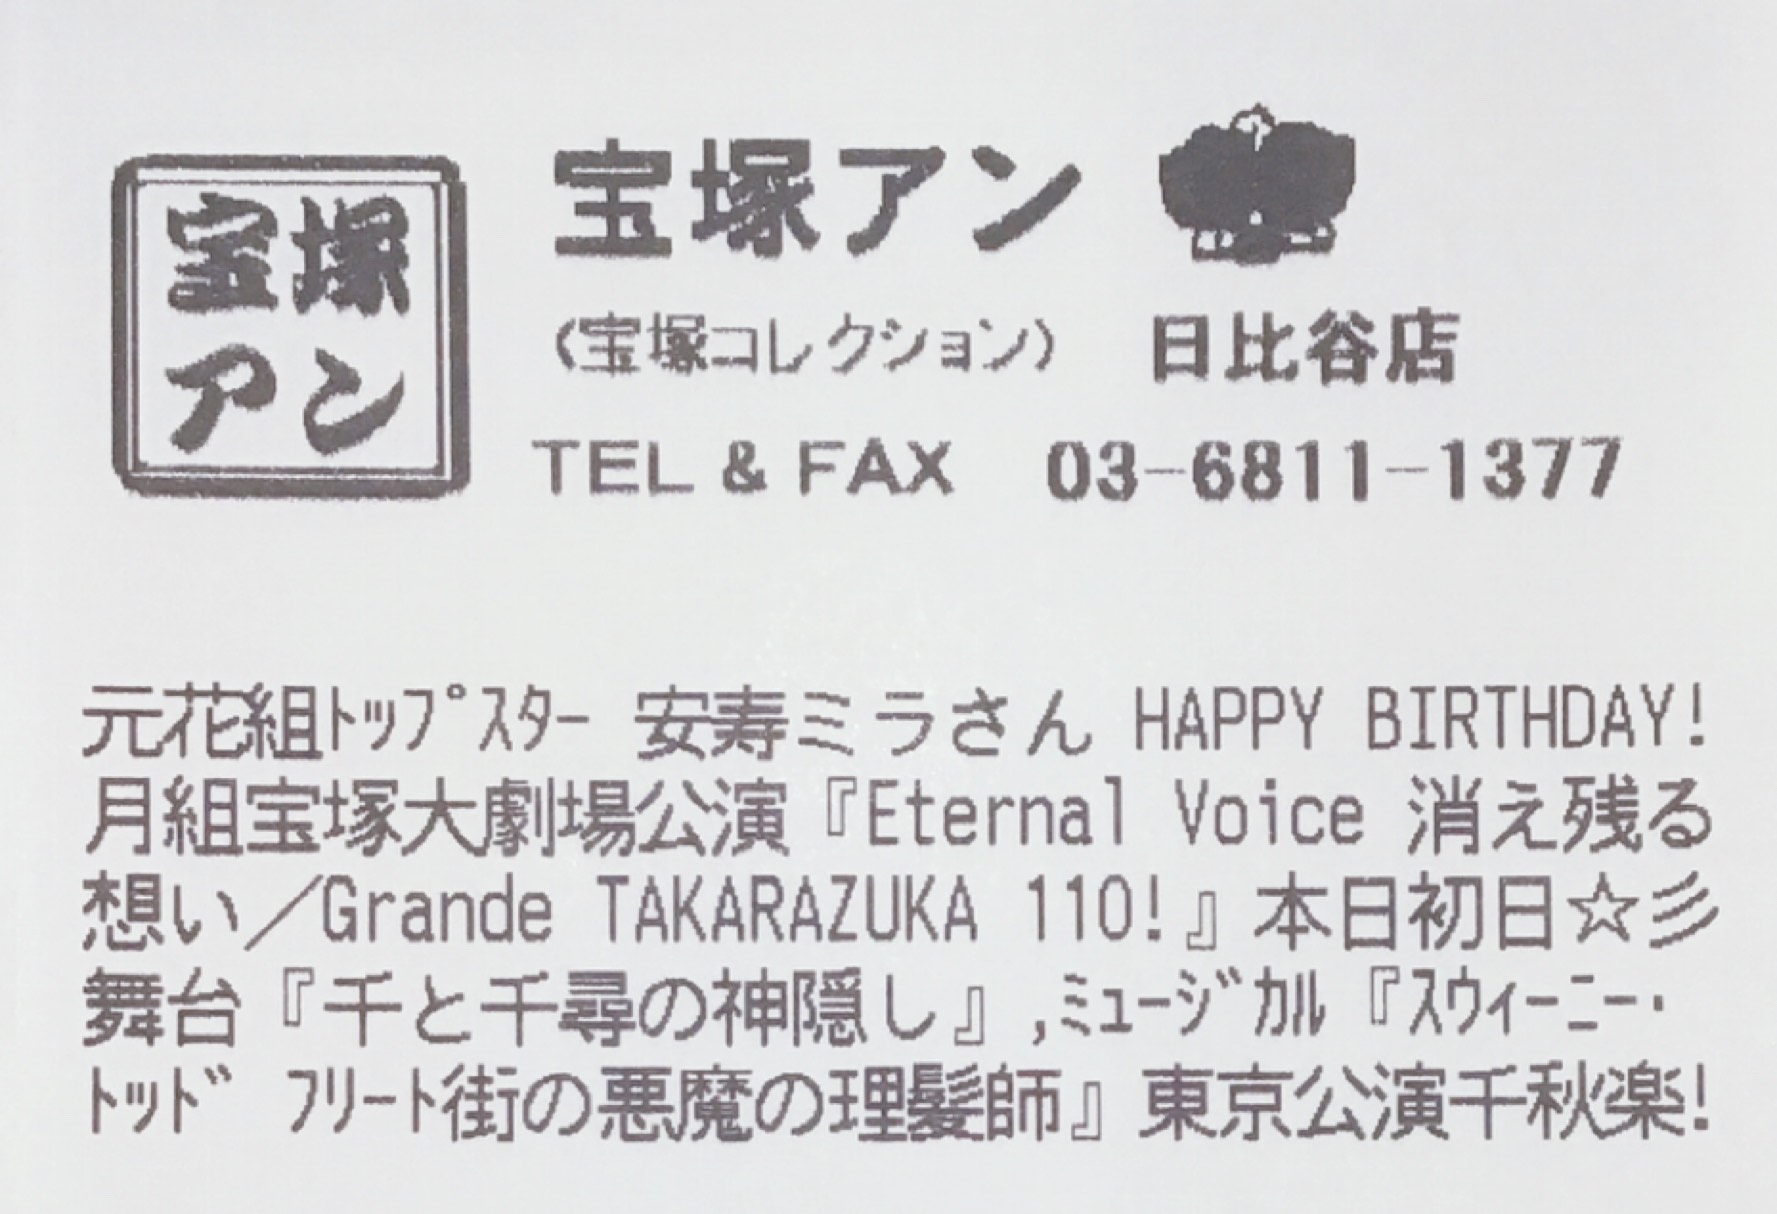 宝塚
アン
宝塚アン
(宝塚コレクション) 日比谷店
TEL & FAX 03-6811-1377
元花組ﾄｯﾌﾟｽﾀｰ 安寿ミラさん HAPPY BIRTHDAY!
月組宝塚大劇場公演『Eternal Voice 消え残る
想い／Grande TAKARAZUKA 110!』本日初日☆彡
舞台『千と千尋の神隠し』,ﾐｭｰｼﾞｶﾙ『ｽｳｨｰﾆｰ･
ﾄｯﾄﾞ ﾌﾘｰﾄ街の悪魔の理髪師』東京公演千秋楽!